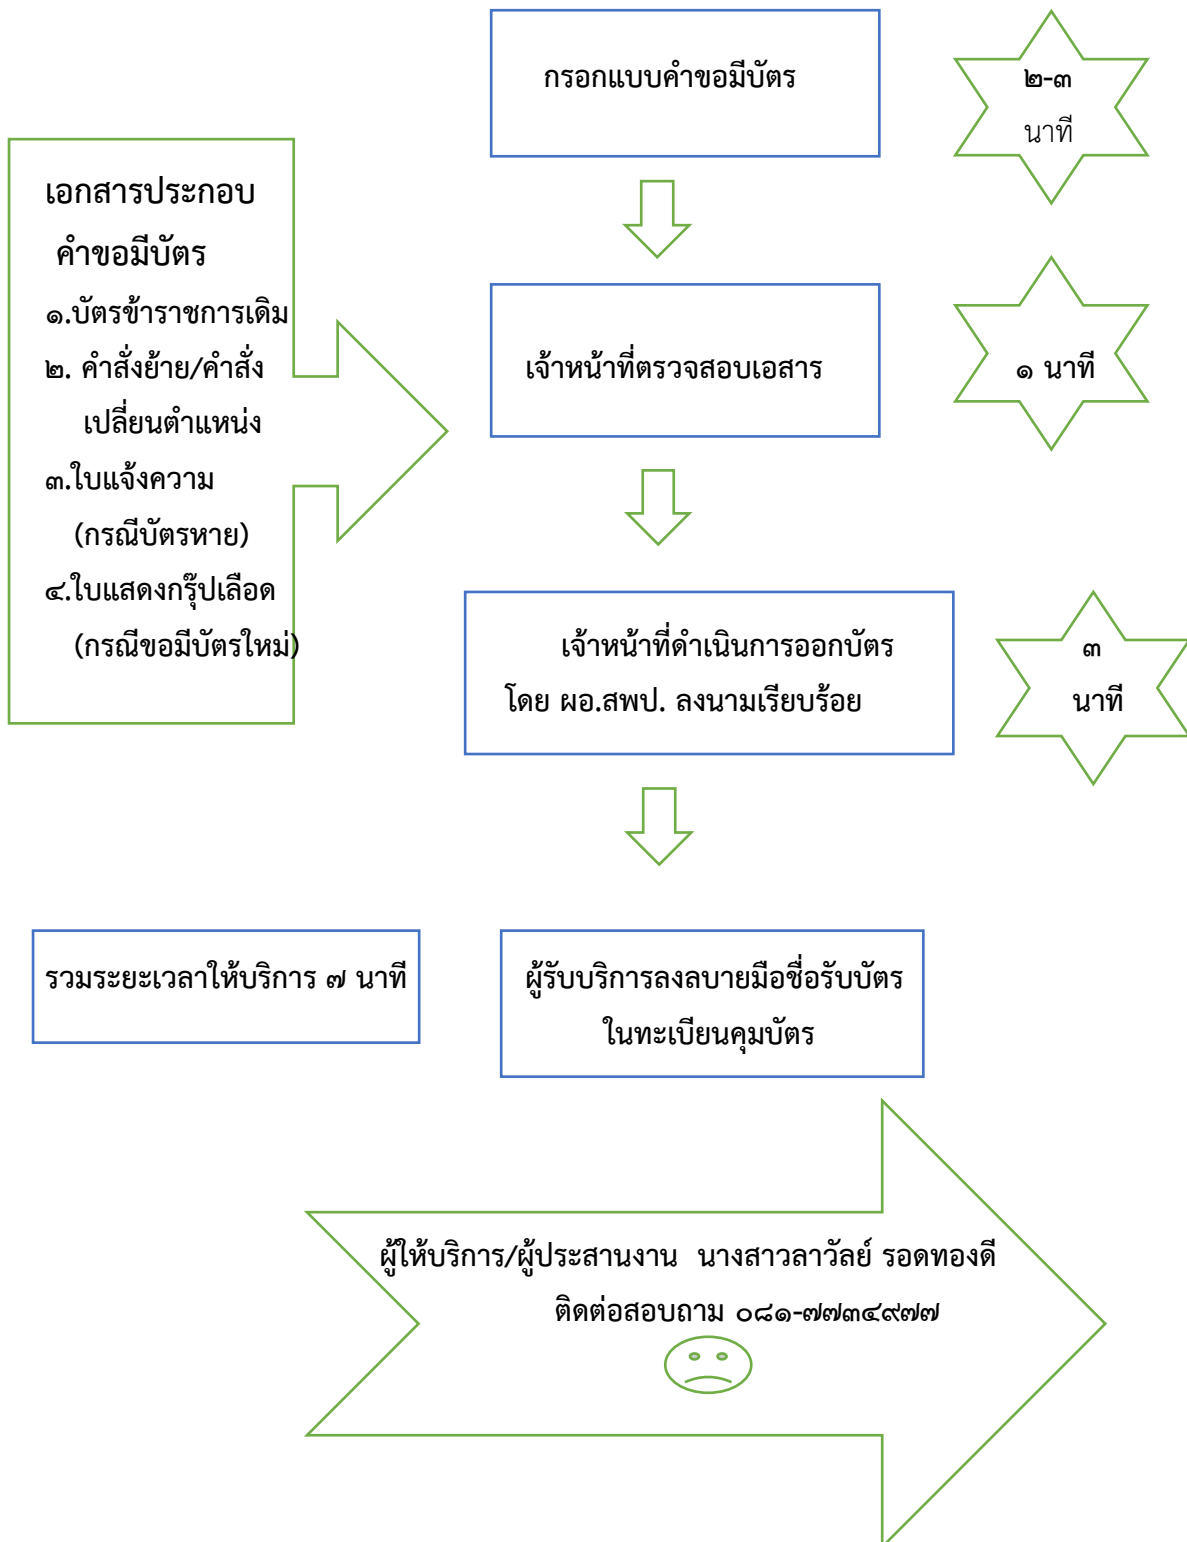 กรอกแบบคำขอมีบัตร
๒-๓
นาที
เอกสารประกอบ
คำขอมีบัตร
๑.บัตรข้าราชการเดิม
๒. คำสั่งย้าย/คำสั่ง
เปลี่ยนตำแหน่ง
๓.ใบแจ้งความ
(กรณีบัตรหาย)
๔.ใบแสดงกรุ๊ปเลือด
(กรณีขอมีบัตรใหม่)
เจ้าหน้าที่ตรวจสอบเอสาร
๑ นาที
เจ้าหน้าที่ดำเนินการออกบัตร
โดย ผอ.สพป. ลงนามเรียบร้อย
๓
นาที
รวมระยะเวลาให้บริการ ๗ นาที
ผู้รับบริการลงลบายมือชื่อรับบัตร
ในทะเบียนคุมบัตร
ผู้ให้บริการ/ผู้ประสานงาน นางสาวลาวัลย์ รอดทองดี
ติดต่อสอบถาม ๐๘๑-๗๗๓๔๙๗๗